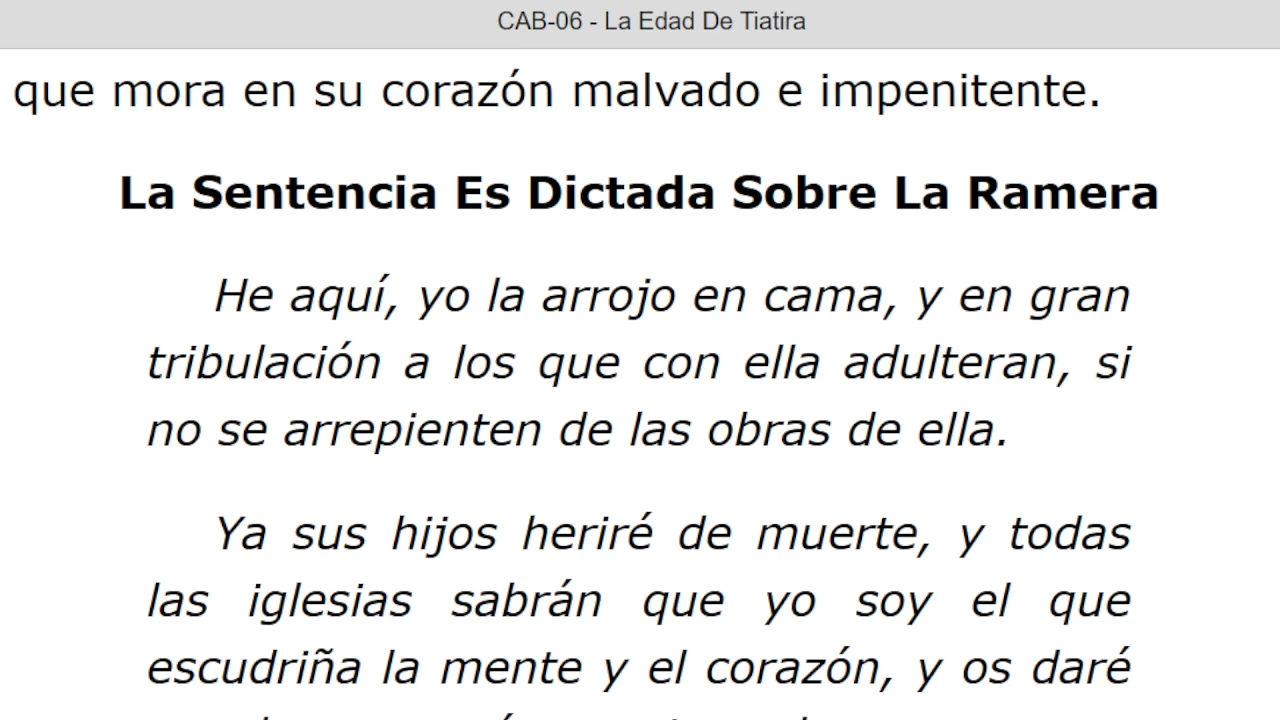 CAB-06 - La Edad De Tiatira
que mora en su corazón malvado e impenitente.
La Sentencia Es Dictada Sobre La Ramera
He aquí, yo la arrojo en cama, y en gran
tribulación a los que con ella adulteran, si
no se arrepienten de las obras de ella.
Ya sus hijos heriré de muerte, y todas
las iglesias sabrán que yo soy el que
escudriña la mente y el corazón, y os daré